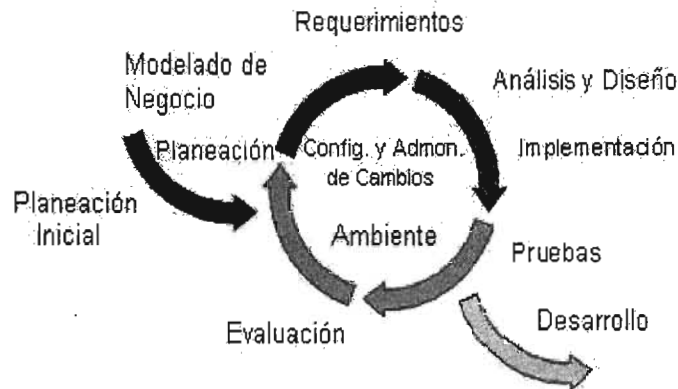 Requerimientos
Modelado de
Negocio
Análisis y Diseño
Planeación
Config. y Admon.
de Cambios
Implementación
Planeación
Inicial
Ambiente
Pruebas
Evaluación
Desarrollo